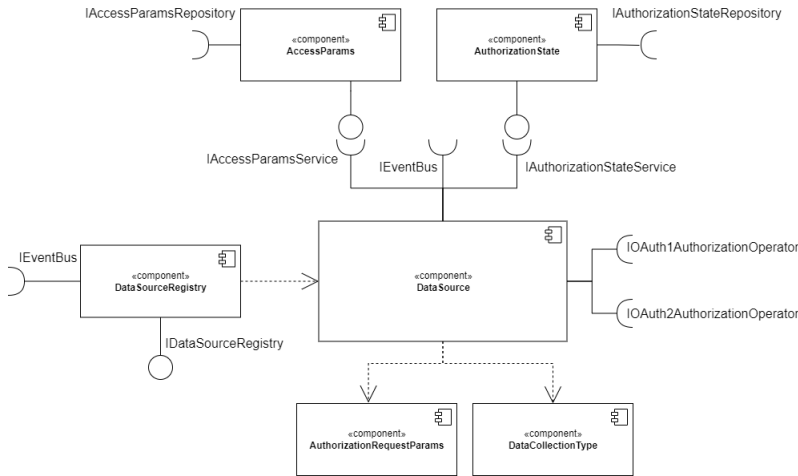 IAccessParamsRepository
IAuthorizationStateRepository
«component»
AccessParams
«component»
AuthorizationState
IAccessParamsService
IEventBus
IAuthorizationStateService
IEventBus
«component»
DataSourceRegistry
«component»
DataSource
IOAuth1AuthorizationOperator
IOAuth2AuthorizationOperator
IDataSourceRegistry
«component»
AuthorizationRequestParams
«component»
DataCollectionType